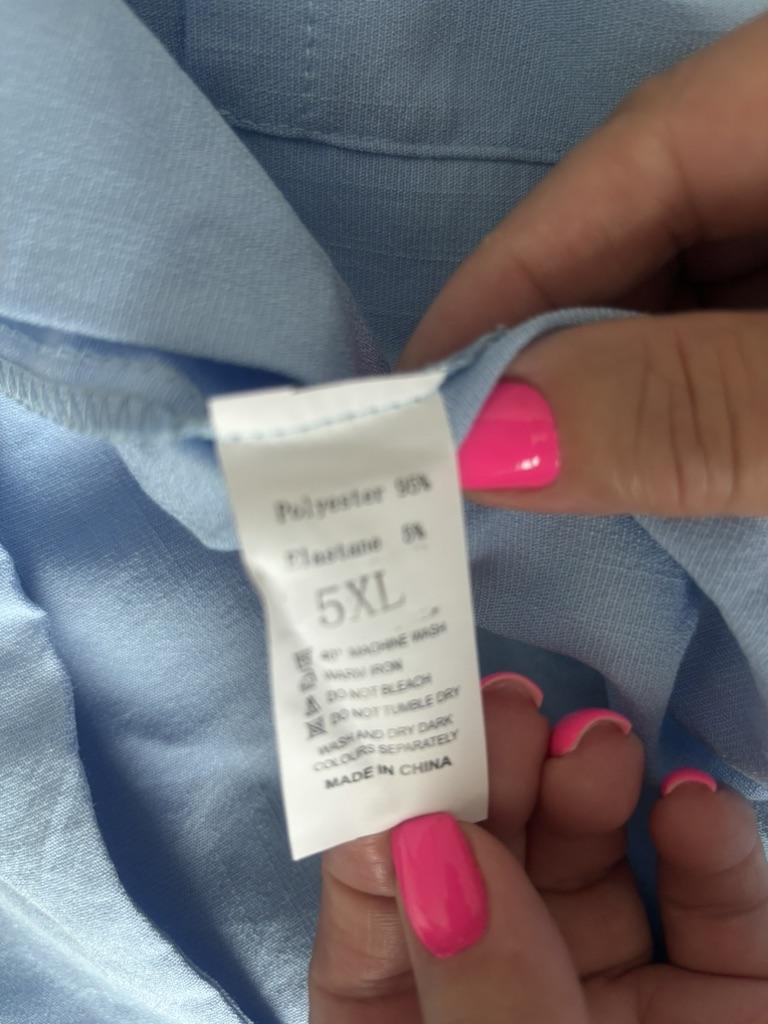 Polyester 95%
Elastane 5%
5XL
40° MACHINE WASH
WARM IRON
DO NOT BLEACH
DO NOT TUMBLE DRY
WASH AND DRY DARK
COLOURS SEPARATELY
MADE IN CHINA